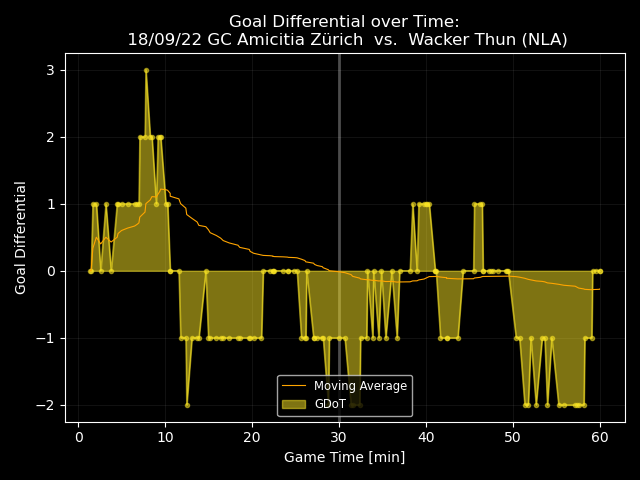 Goal Differential over Time:
18/09/22 GC Amicitia Zürich  vs.  Wacker Thun (NLA)
Goal Differential
3
2
1
0
−1
−2
Moving Average
GDoT
0 10 20 30 40 50 60
Game Time [min]